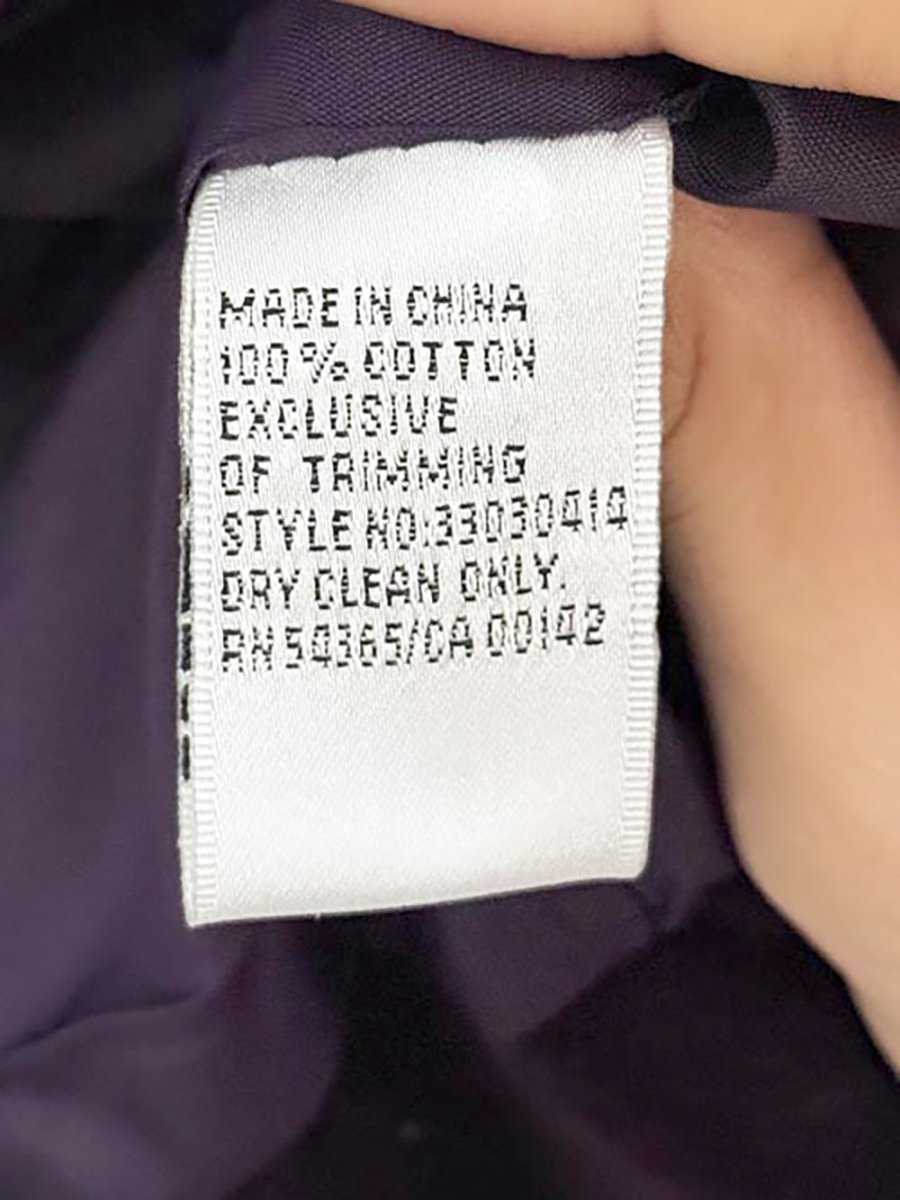 MADE IN CHINA
100% COTTON
EXCLUSIVE
OF TRIMMING
STYLE NO:33030414
DRY CLEAN ONLY.
RN 54365/CA 00142